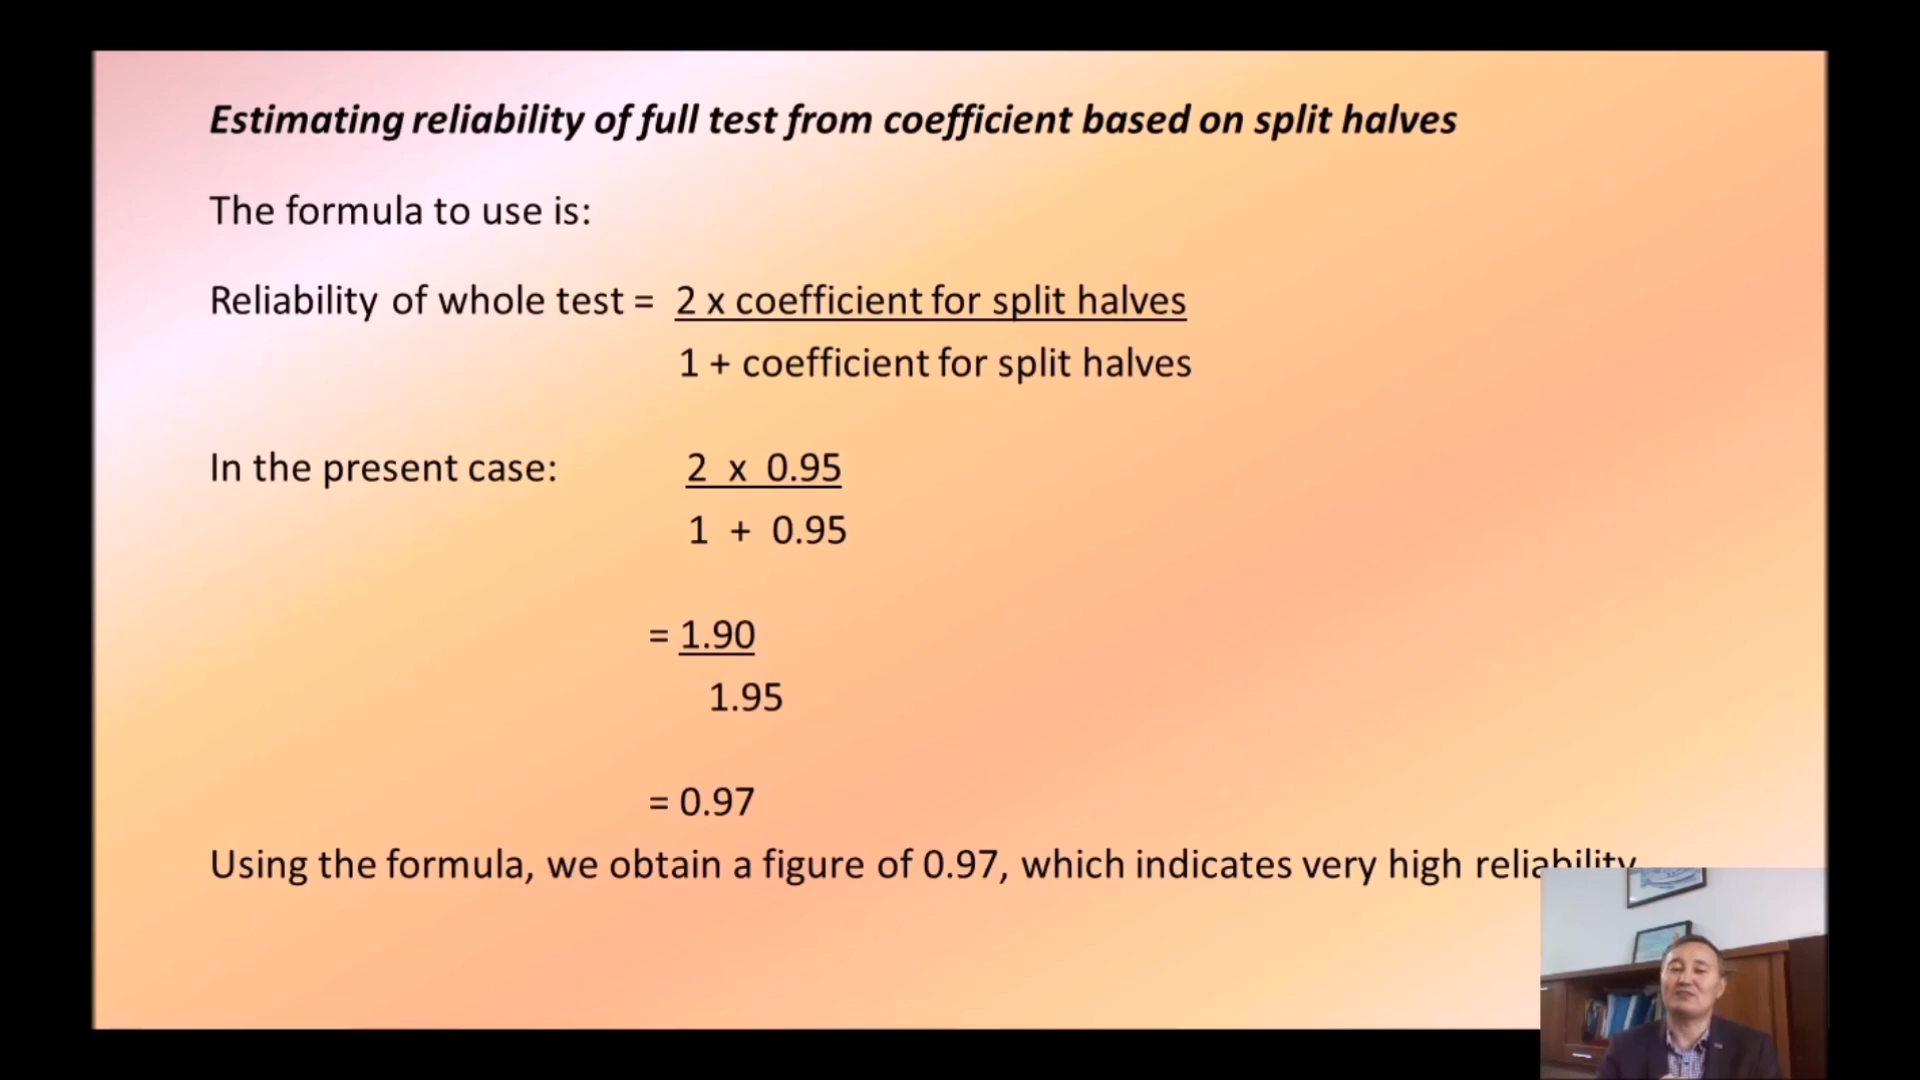 Estimating reliability of full test from coefficient based on split halves
The formula to use is:
Reliability of whole test = 2 x coefficient for split halves
1 + coefficient for split halves
In the present case: 2 x 0.95
1 + 0.95
= 1.90
1.95
= 0.97
Using the formula, we obtain a figure of 0.97, which indicates very high reliability